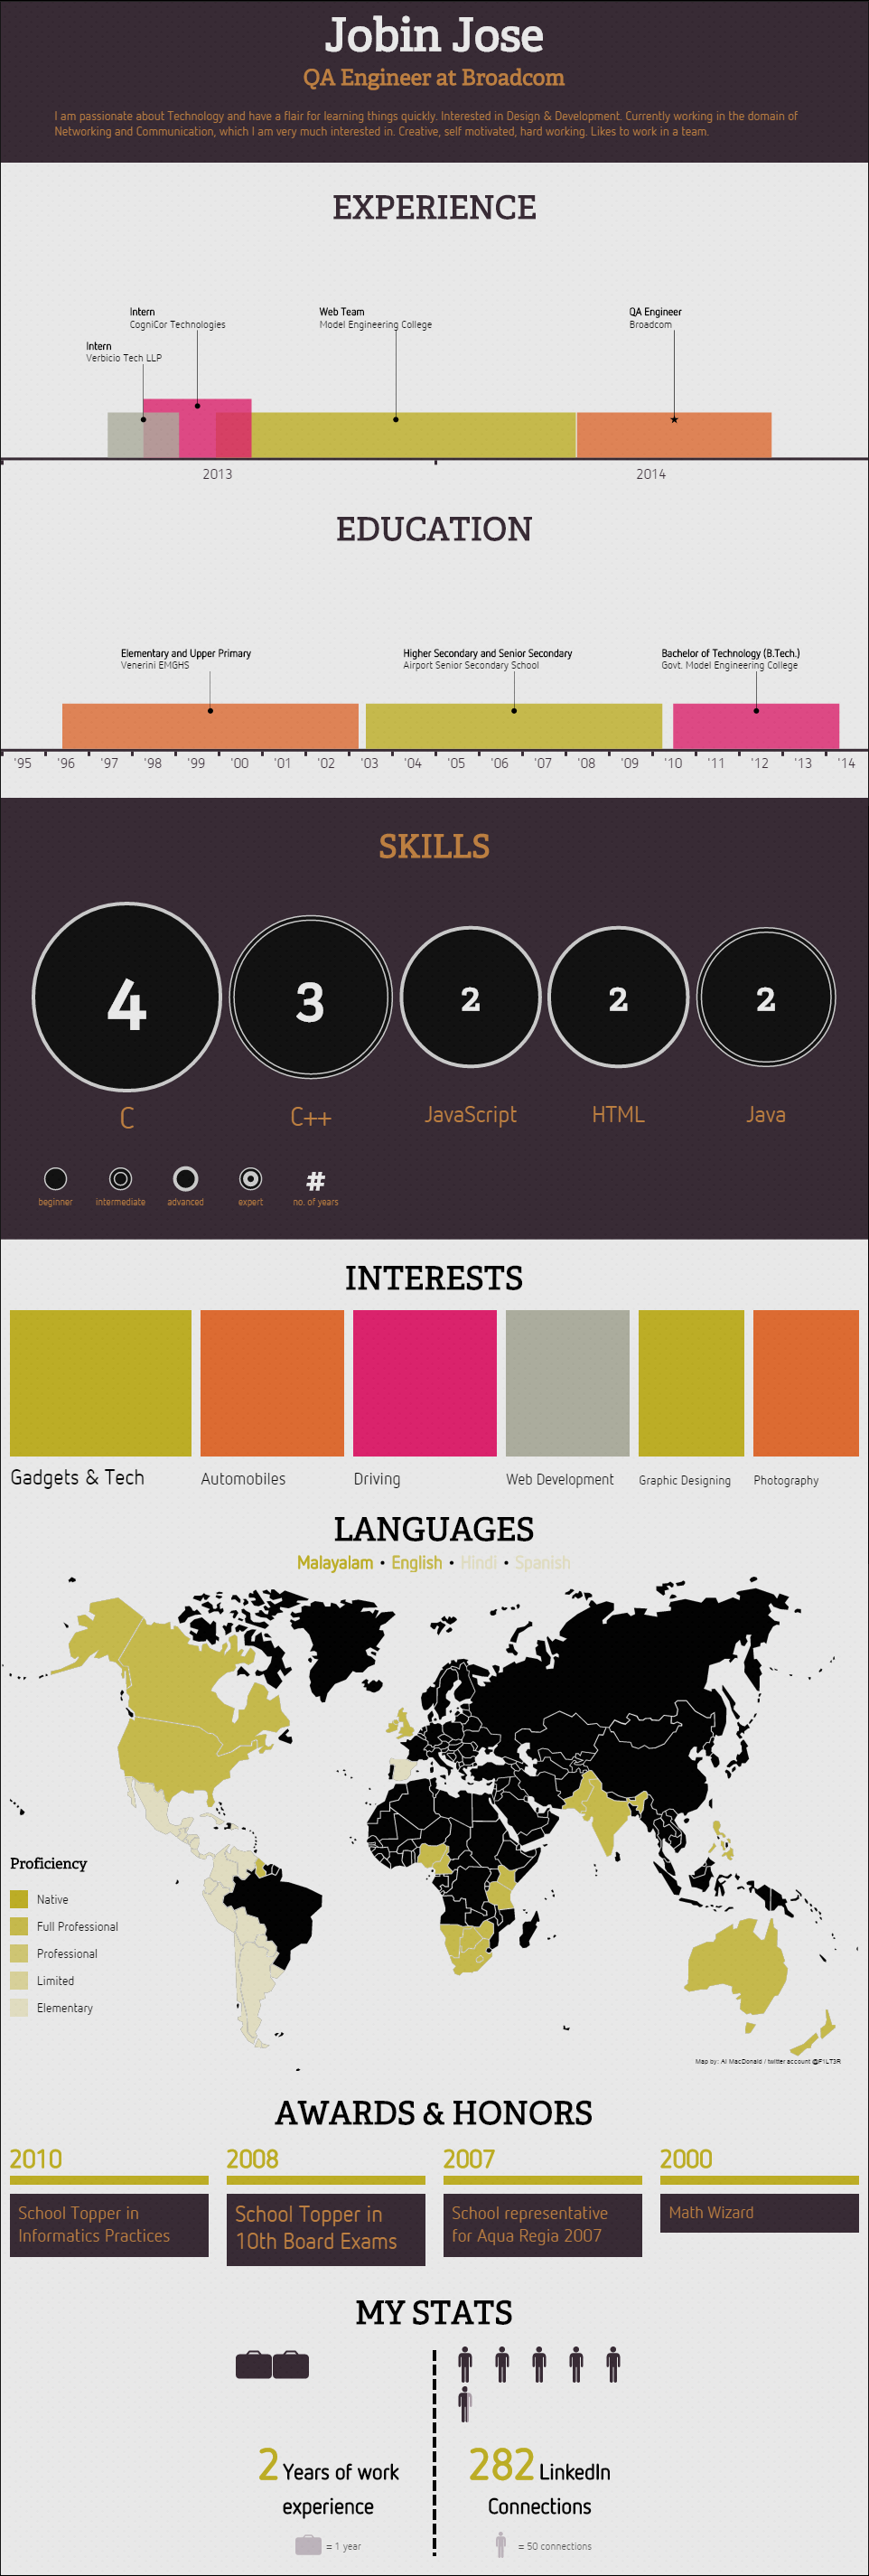 Jobin Jose
QA Engineer at Broadcom
I am passionate about Technology and have a flair for learning things quickly. Interested in Design & Development. Currently working in the domain of
Networking and Communication, which I am very much interested in. Creative, self motivated, hard working. Likes to work in a team.
EXPERIENCE
Intern
CogniCor Technologies
Web Team
Model Engineering College
QA Engineer
Broadcom
Intern
Verbicio Tech LLP
2013
2014
EDUCATION
Elementary and Upper Primary
Venerini EMGHS
Higher Secondary and Senior Secondary
Airport Senior Secondary School
Bachelor of Technology (B.Tech.)
Govt. Model Engineering College
'95 '96 '97 '98 '99 '00 '01 '02 '03 '04 '05 '06 '07 '08 '09 '10 '11 '12 '13 '14
SKILLS
4 3 2 2 2
C C++ JavaScript HTML Java
#
beginner intermediate advanced expert no. of years
INTERESTS
Gadgets & Tech Automobiles Driving Web Development Graphic Designing Photography
LANGUAGES
Malayalam • English • Hindi • Spanish
Proficiency
Native
Full Professional
Professional
Limited
Elementary
Map by: Al MacDonald / twitter account @F1LT3R
AWARDS & HONORS
2010
School Topper in
Informatics Practices
2008
School Topper in
10th Board Exams
2007
School representative
for Aqua Regia 2007
2000
Math Wizard
MY STATS
2 Years of work
experience
= 1 year
282 LinkedIn
Connections
= 50 connections